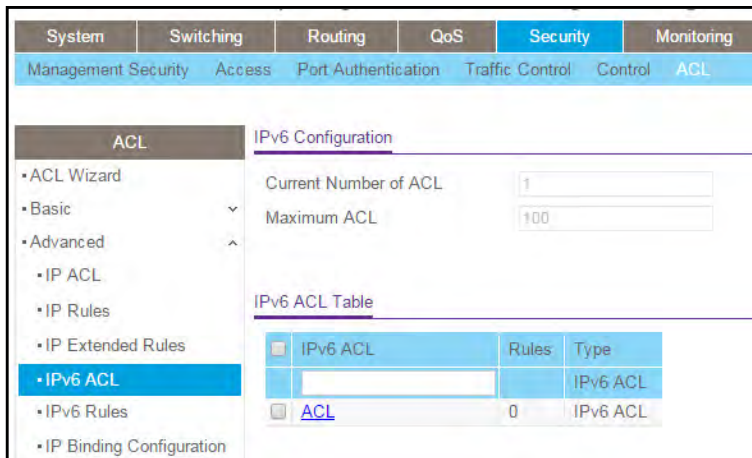 System Switching Routing QoS Security Monitoring
Management Security Access Port Authentication Traffic Control Control ACL
ACL
ACL Wizard
Basic
Advanced
IP ACL
IP Rules
IP Extended Rules
IPv6 ACL
IPv6 Rules
IP Binding Configuration
IPv6 Configuration
Current Number of ACL 1
Maximum ACL 100
IPv6 ACL Table
IPv6 ACL Rules Type
IPv6 ACL
ACL 0 IPv6 ACL